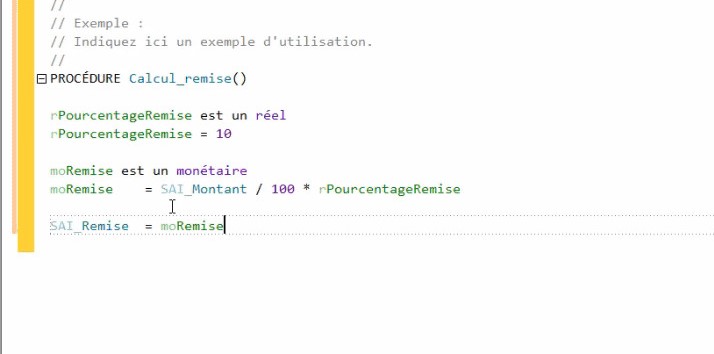 //
// Exemple :
// Indiquez ici un exemple d'utilisation.
//
PROCÉDURE Calcul_remise()
rPourcentageRemise est un réel
rPourcentageRemise = 10
moRemise est un monétaire
moRemise    = SAI_Montant / 100 * rPourcentageRemise
SAI_Remise  = moRemise